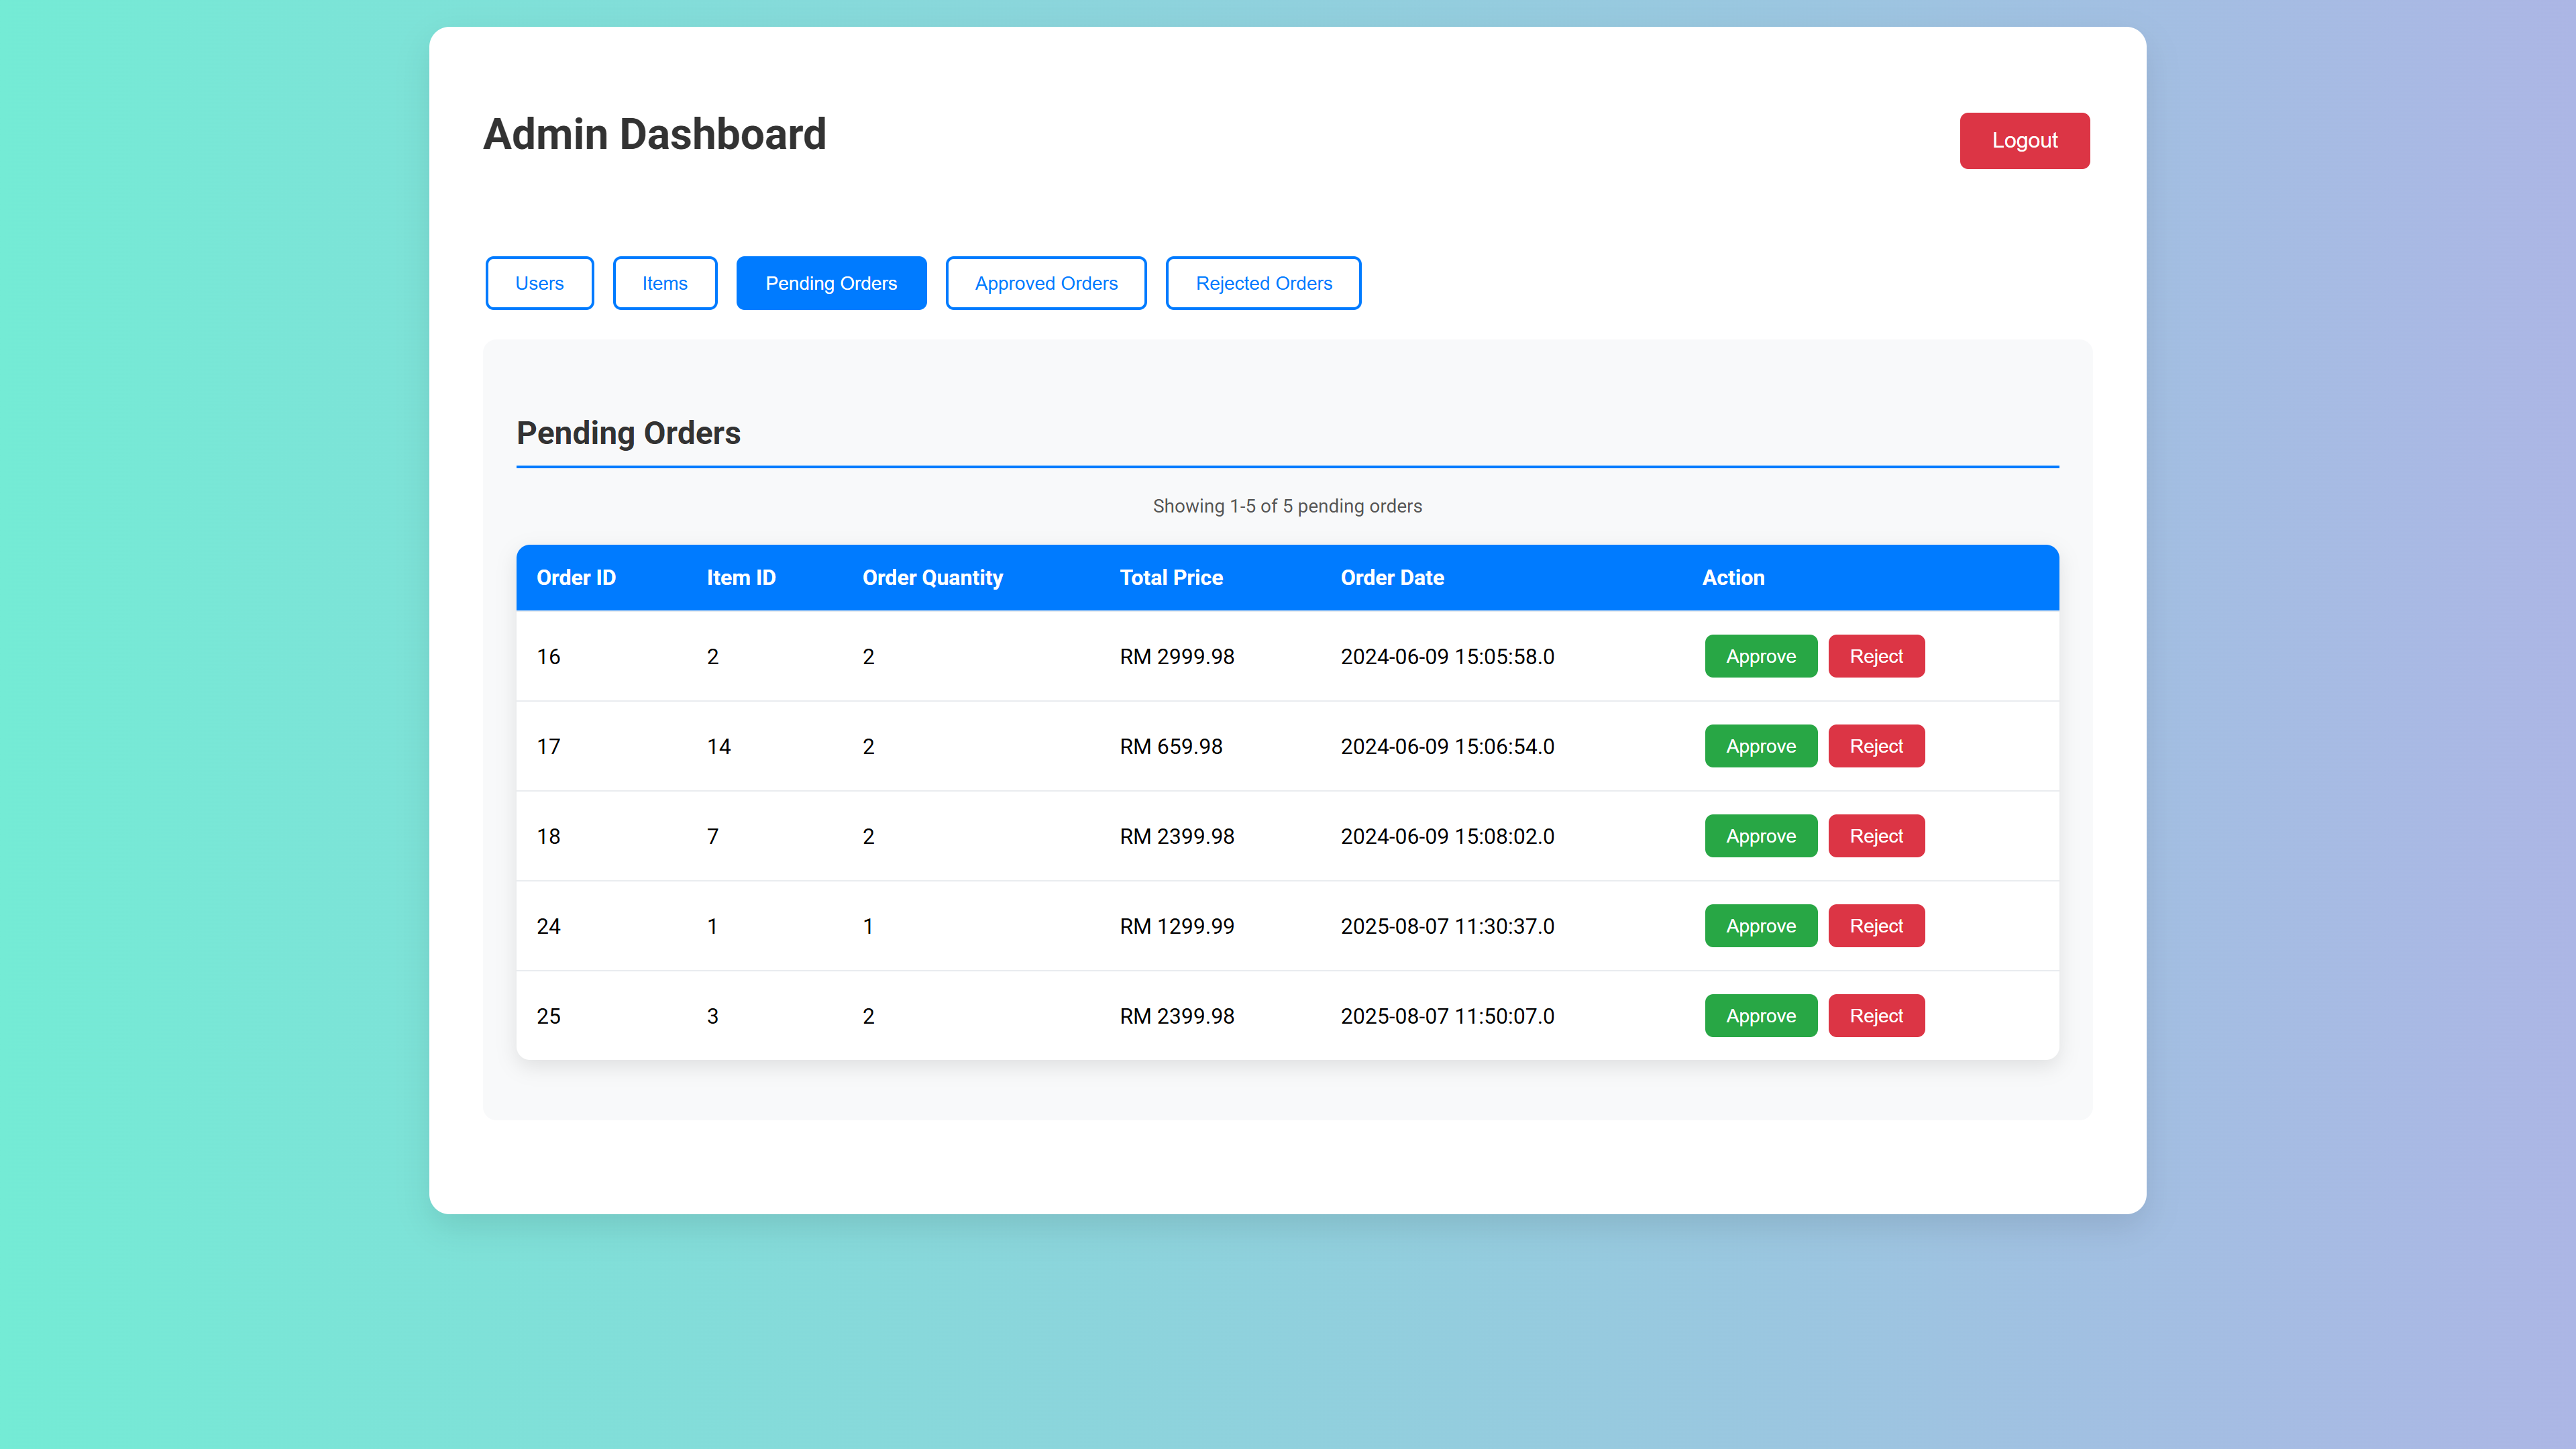 Admin Dashboard
Logout
Users Items Pending Orders Approved Orders Rejected Orders
Pending Orders
Showing 1-5 of 5 pending orders
Order ID Item ID Order Quantity Total Price Order Date Action
16 2 2 RM 2999.98 2024-06-09 15:05:58.0 Approve Reject
17 14 2 RM 659.98 2024-06-09 15:06:54.0 Approve Reject
18 7 2 RM 2399.98 2024-06-09 15:08:02.0 Approve Reject
24 1 1 RM 1299.99 2025-08-07 11:30:37.0 Approve Reject
25 3 2 RM 2399.98 2025-08-07 11:50:07.0 Approve Reject